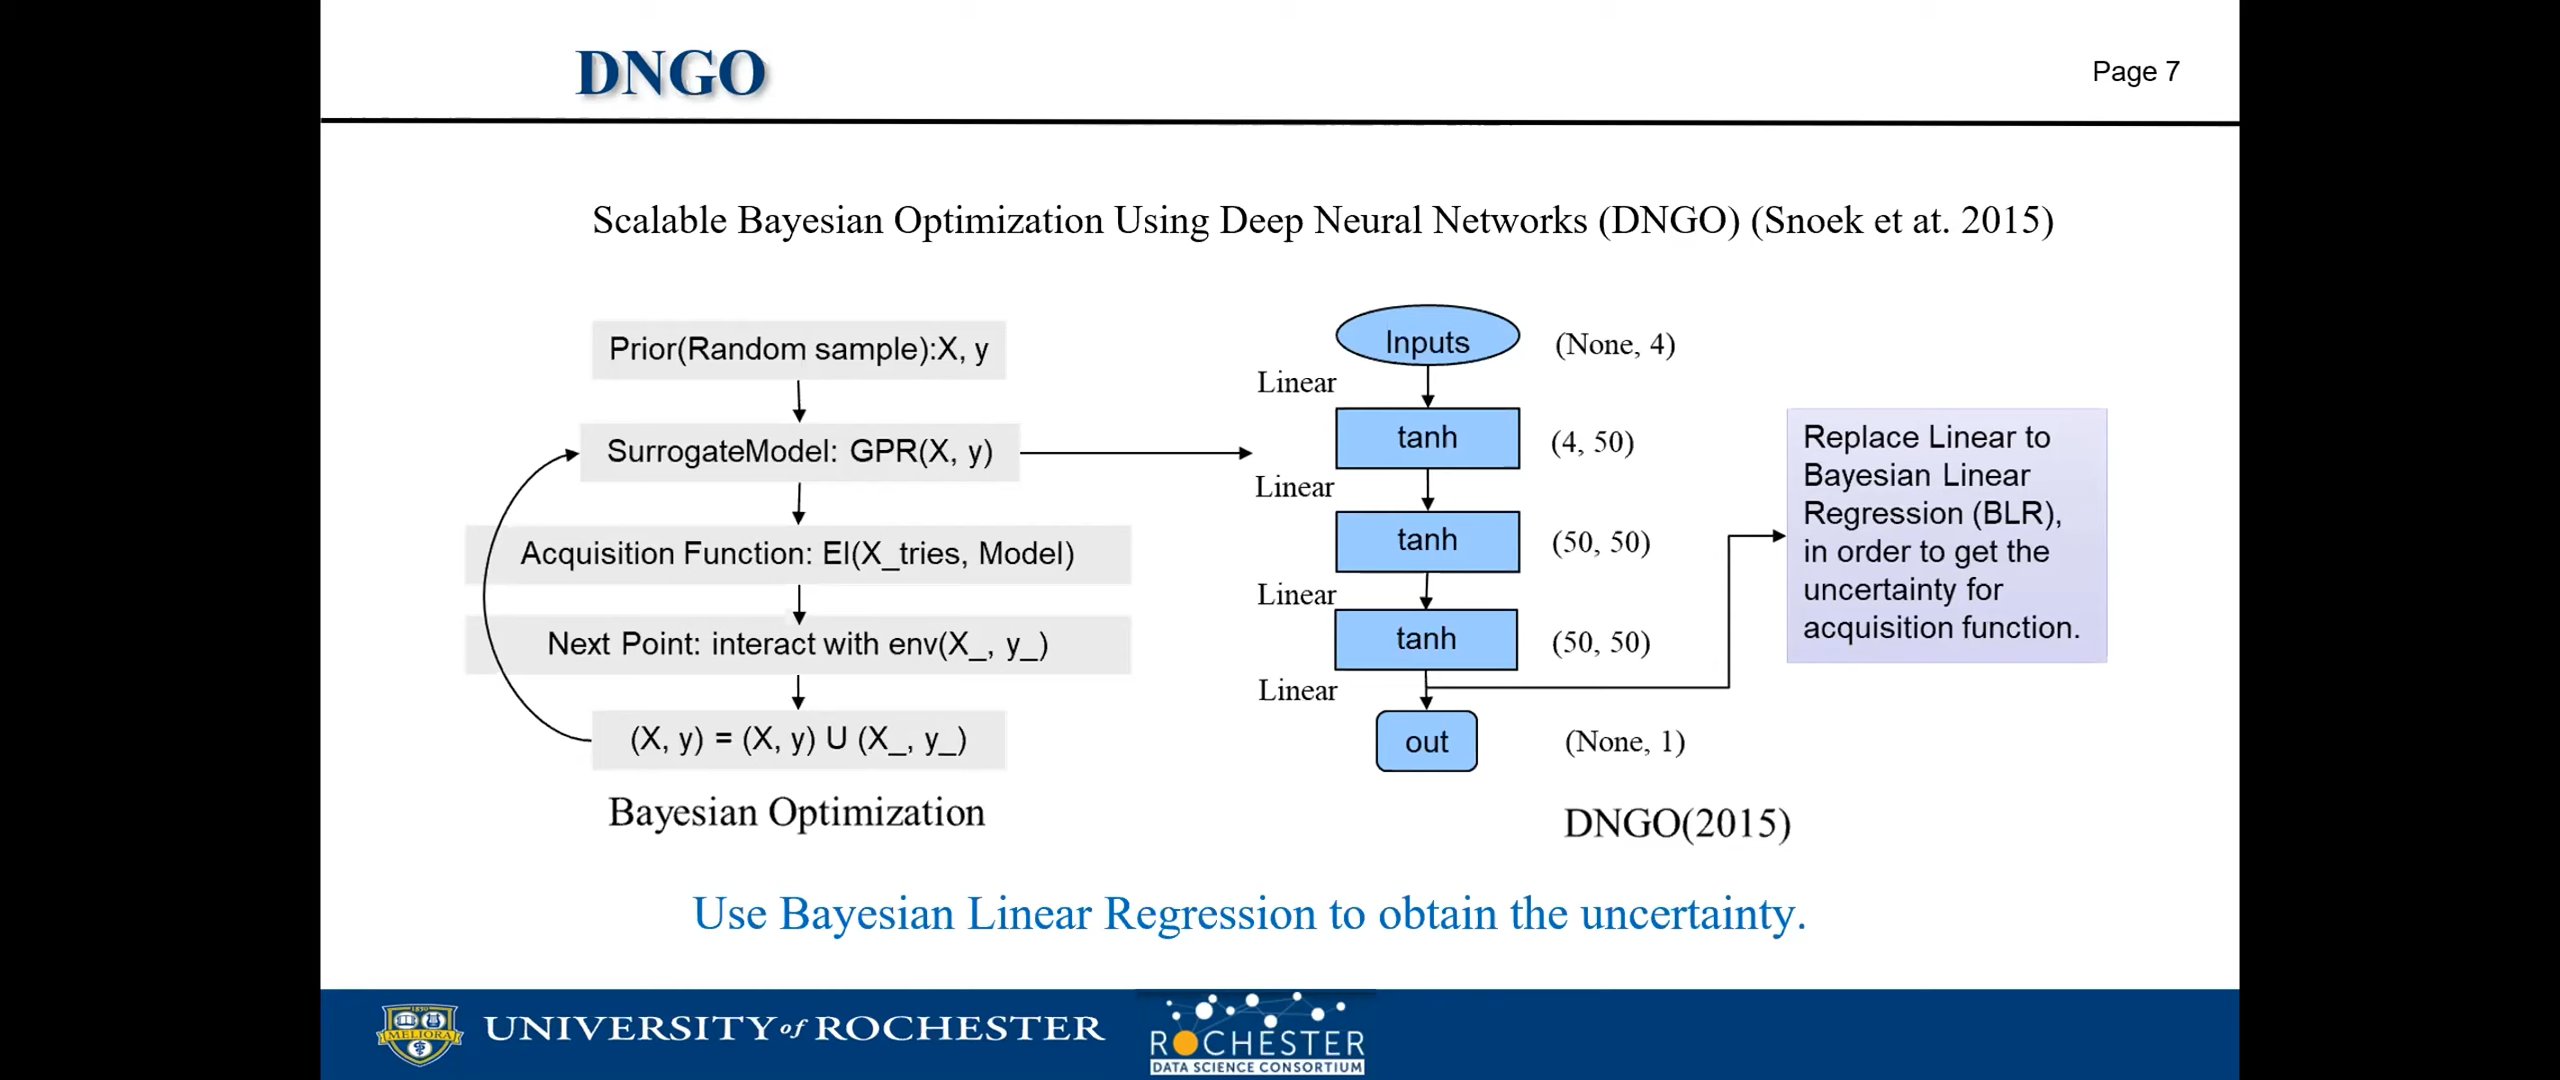 DNGO
Page 7
Scalable Bayesian Optimization Using Deep Neural Networks (DNGO) (Snoek et at. 2015)
Prior(Random sample):X, y
SurrogateModel: GPR(X, y)
Acquisition Function: EI(X_tries, Model)
Next Point: interact with env(X_, y_)
(X, y) = (X, y) U (X_, y_)
Bayesian Optimization
Inputs
(None, 4)
Linear
tanh
(4, 50)
Linear
tanh
(50, 50)
Linear
tanh
(50, 50)
Linear
out
(None, 1)
DNGO(2015)
Replace Linear to
Bayesian Linear
Regression (BLR),
in order to get the
uncertainty for
acquisition function.
Use Bayesian Linear Regression to obtain the uncertainty.
MELIORA
UNIVERSITY of ROCHESTER
ROCHESTER
DATA SCIENCE CONSORTIUM